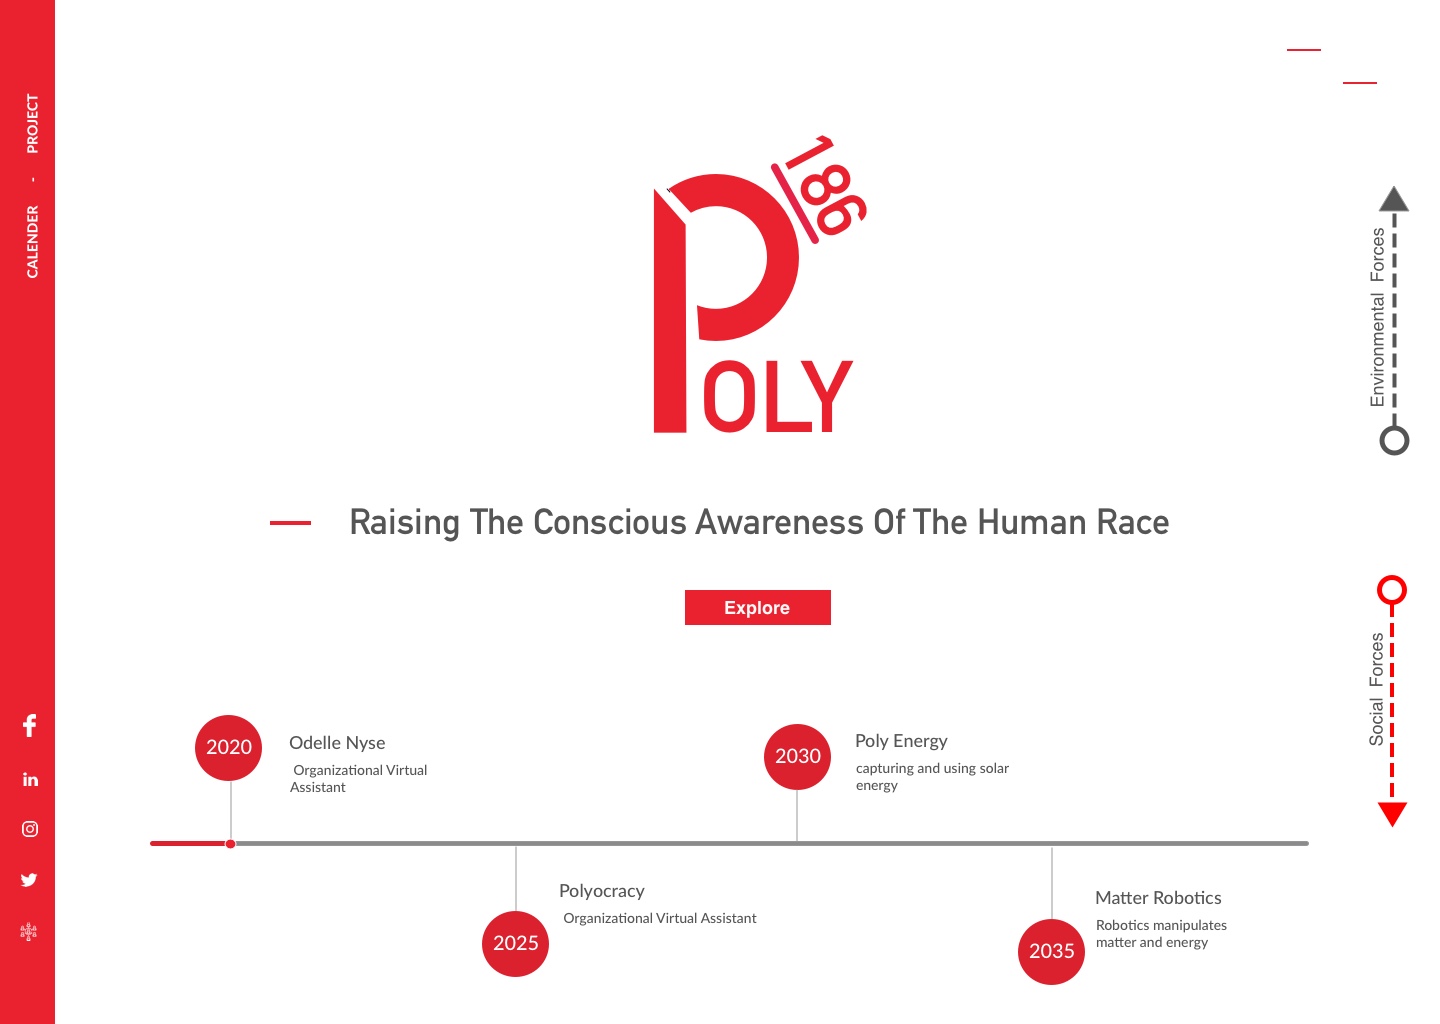 PROJECT
-
CALENDER
186
POLY
Raising The Conscious Awareness Of The Human Race
Explore
Environmental Forces
Social Forces
2020
Odelle Nyse
Organizational Virtual
Assistant
2030
Poly Energy
capturing and using solar
energy
2025
Polyocracy
Organizational Virtual Assistant
2035
Matter Robotics
Robotics manipulates
matter and energy